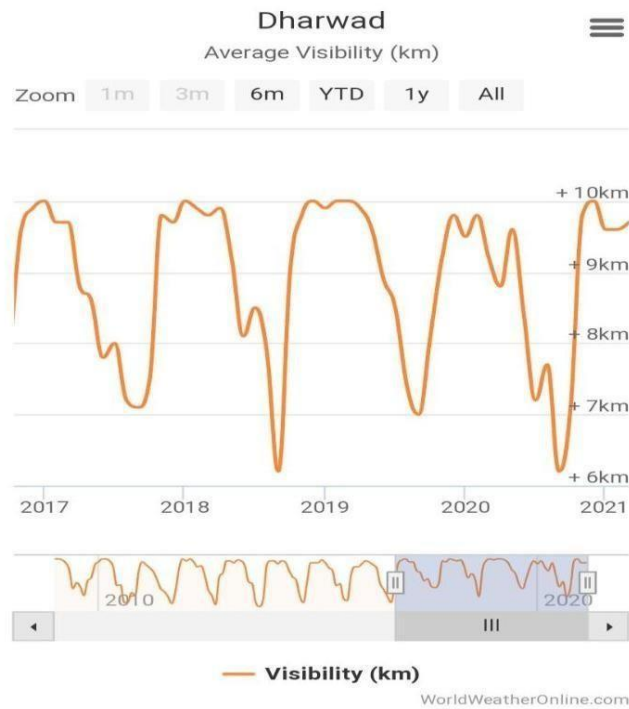 Dharwad
Average Visibility (km)
Zoom 1m 3m 6m YTD 1y All
+ 10km
+ 9km
+ 8km
+ 7km
+ 6km
2017 2018 2019 2020 2021
2010 2020
Visibility (km)
WorldWeatherOnline.com